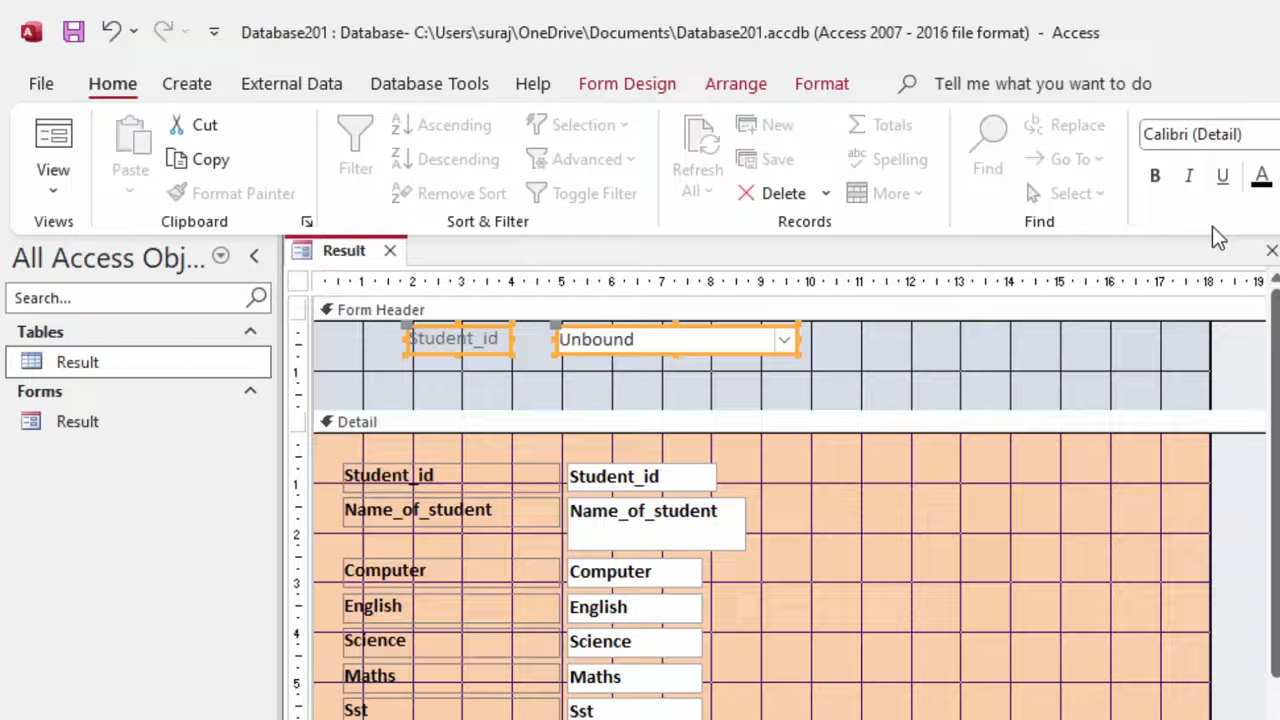 Database201 : Database- C:\Users\suraj\OneDrive\Documents\Database201.accdb (Access 2007 - 2016 file format) - Access
File Home Create External Data Database Tools Help Form Design Arrange Format Tell me what you want to do
View
Views
Paste
Cut
Copy
Format Painter
Clipboard
Filter
Ascending
Descending
Remove Sort
Selection
Advanced
Toggle Filter
Sort & Filter
Refresh
All
New
Save
Delete
Totals
Spelling
More
Records
Find
Replace
Go To
Select
Find
Calibri (Detail)
B I U A
All Access Obj...
Search...
Tables
Result
Forms
Result
Result
1 2 3 4 5 6 7 8 9 10 11 12 13 14 15 16 17 18 19
Form Header
Student_id Unbound
1
Detail
Student_id Student_id
1
Name_of_student Name_of_student
2
Computer Computer
3
English English
4
Science Science
Maths Maths
5
Sst Sst